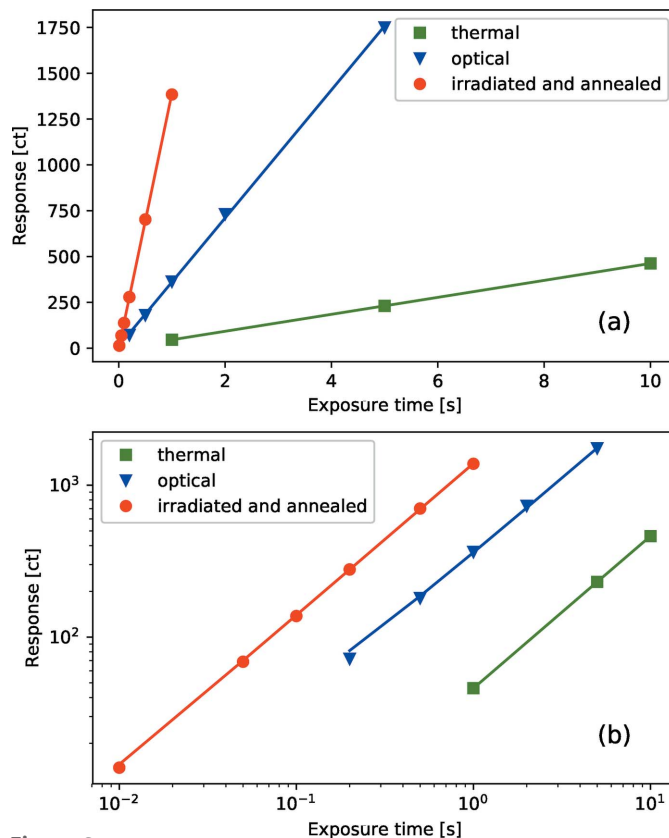 1750
1500
1250
1000
750
500
250
0
Response [ct]
thermal
optical
irradiated and annealed
(a)
0 2 4 6 8 10
Exposure time [s]
10³
10²
Response [ct]
thermal
optical
irradiated and annealed
(b)
10⁻² 10⁻¹ 10⁰ 10¹
Exposure time [s]